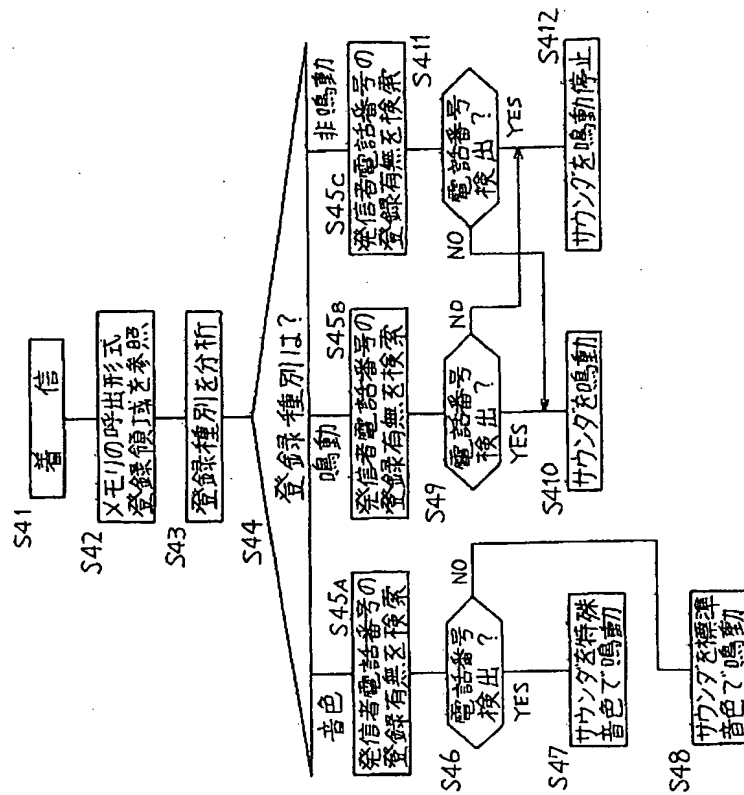 S41
着信
S42
メモリの呼出形式
登録領域を参照
S43
登録種別を分析
S44
登録種別は?
音色
鳴動
非鳴動
S45A
発信者電話番号の
登録有無を検索
S45B
発信者電話番号の
登録有無を検索
S45C
発信者電話番号の
登録有無を検索
S46
電話番号
検出?
NO
YES
S49
電話番号
検出?
NO
YES
S411
電話番号
検出?
NO
YES
S47
サウンダを特殊
音色で鳴動
S48
サウンダを標準
音色で鳴動
S410
サウンダを鳴動
S412
サウンダを鳴動停止